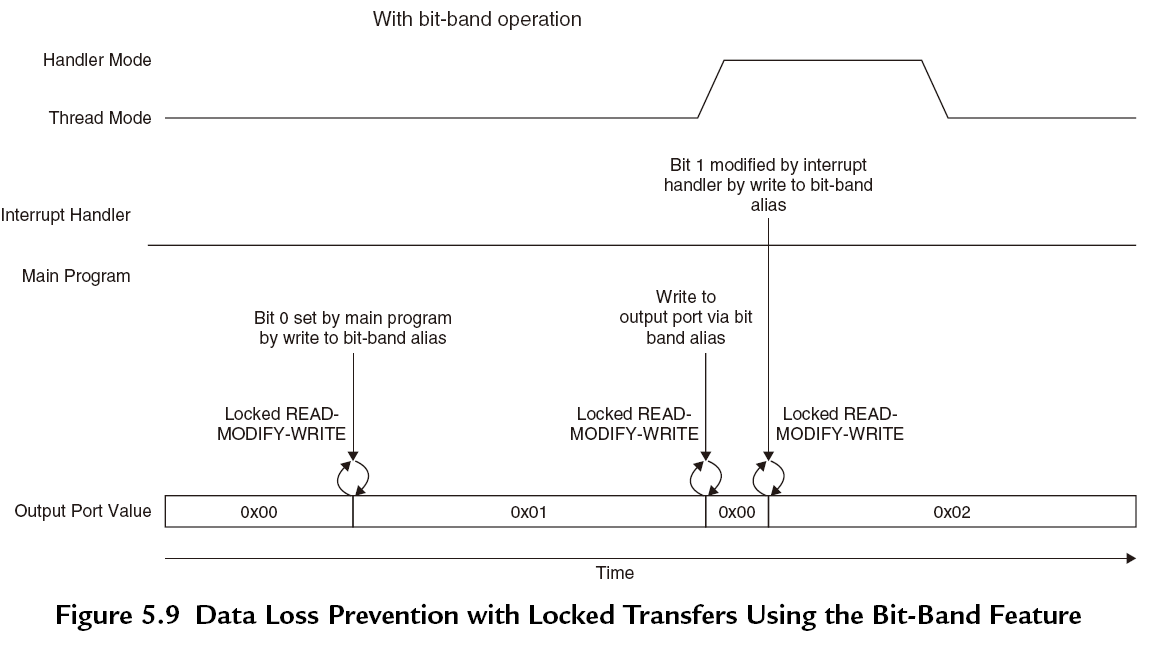 With bit-band operation
Handler Mode
Thread Mode
Bit 1 modified by interrupt
handler by write to bit-band
alias
Interrupt Handler
Main Program
Write to
output port via bit
band alias
Bit 0 set by main program
by write to bit-band alias
Locked READ-
MODIFY-WRITE
Locked READ-
MODIFY-WRITE
Locked READ-
MODIFY-WRITE
Output Port Value
0x00
0x01
0x00
0x02
Time
Figure 5.9 Data Loss Prevention with Locked Transfers Using the Bit-Band Feature